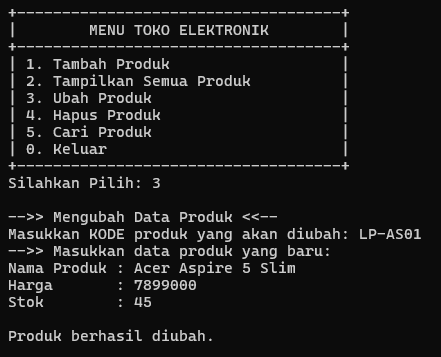 +------------------------------------+
|        MENU TOKO ELEKTRONIK        |
+------------------------------------+
| 1. Tambah Produk                   |
| 2. Tampilkan Semua Produk          |
| 3. Ubah Produk                     |
| 4. Hapus Produk                    |
| 5. Cari Produk                     |
| 0. Keluar                          |
+------------------------------------+
Silahkan Pilih: 3
-->> Mengubah Data Produk <<--
Masukkan KODE produk yang akan diubah: LP-AS01
-->> Masukkan data produk yang baru:
Nama Produk : Acer Aspire 5 Slim
Harga       : 7899000
Stok        : 45
Produk berhasil diubah.